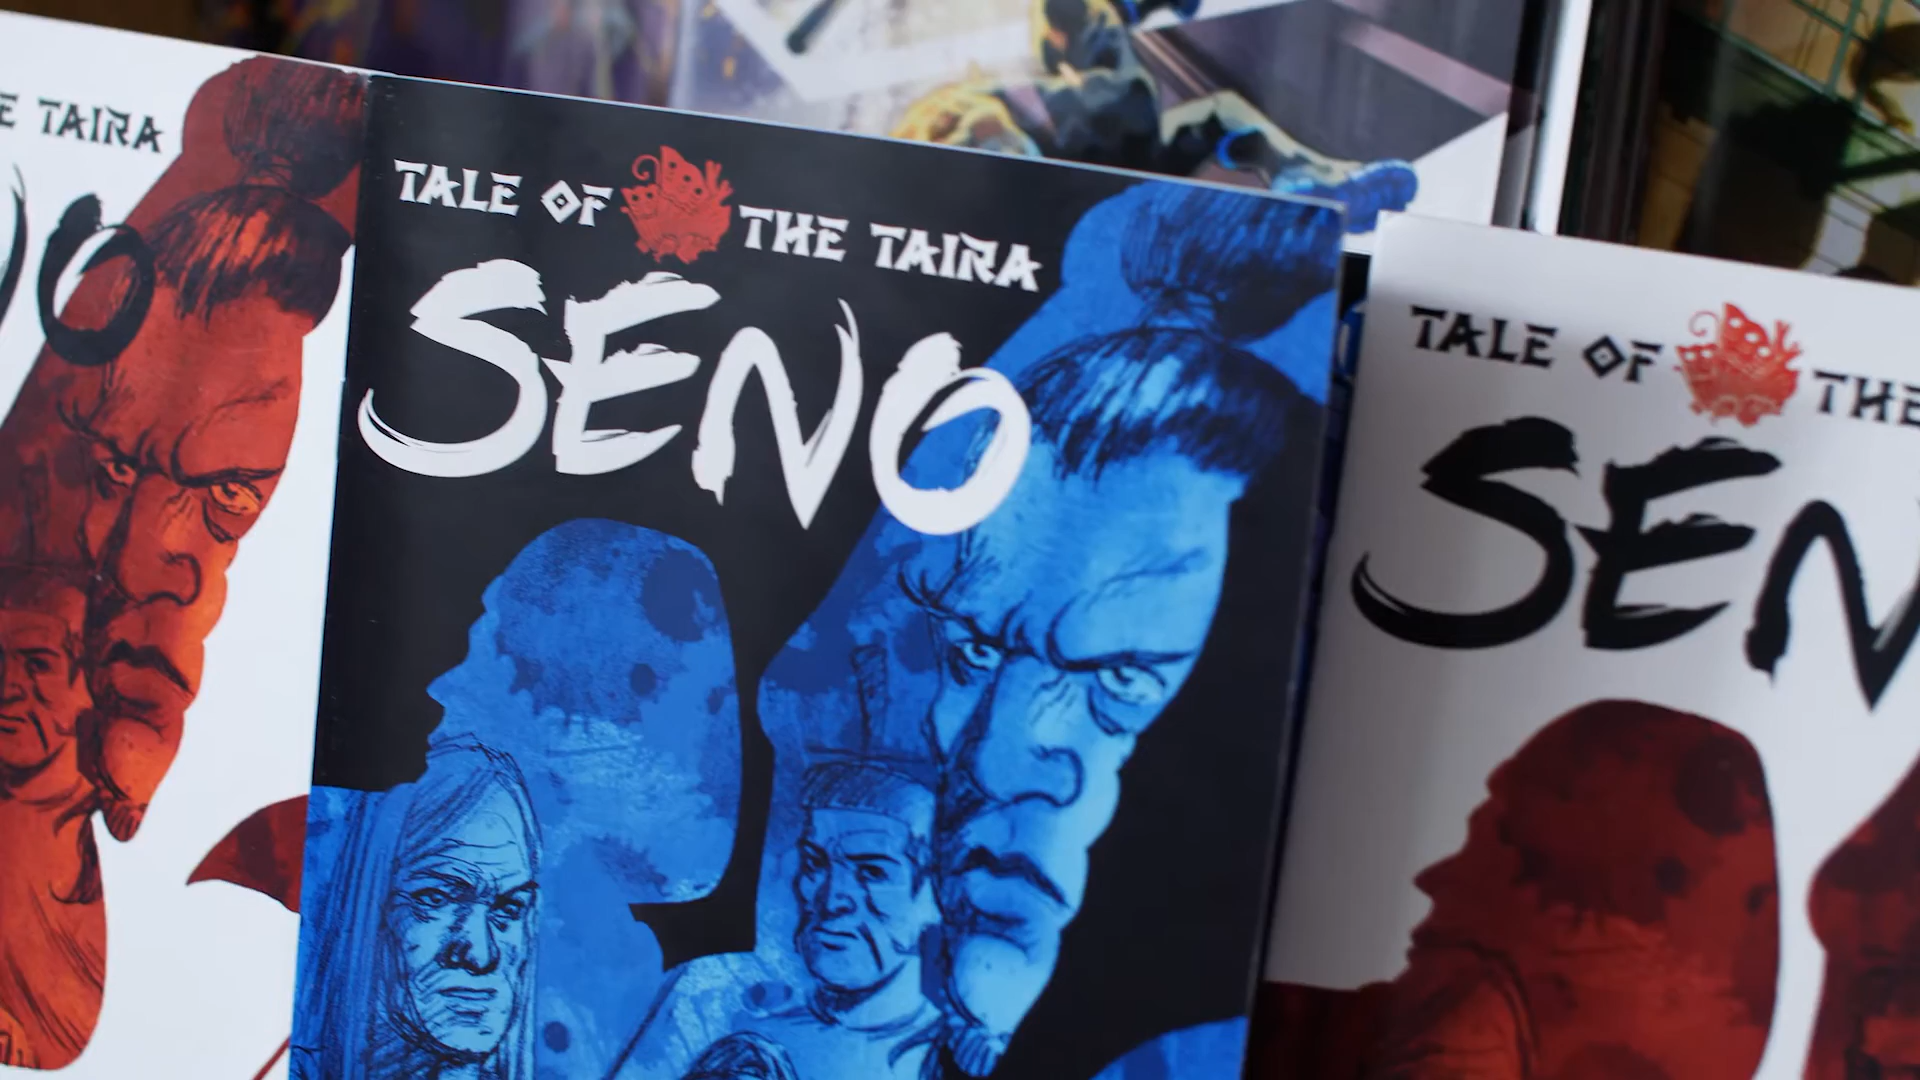 E TAIRA
O
TALE OF THE TAIRA
SENO
TALE OF THE
SEN